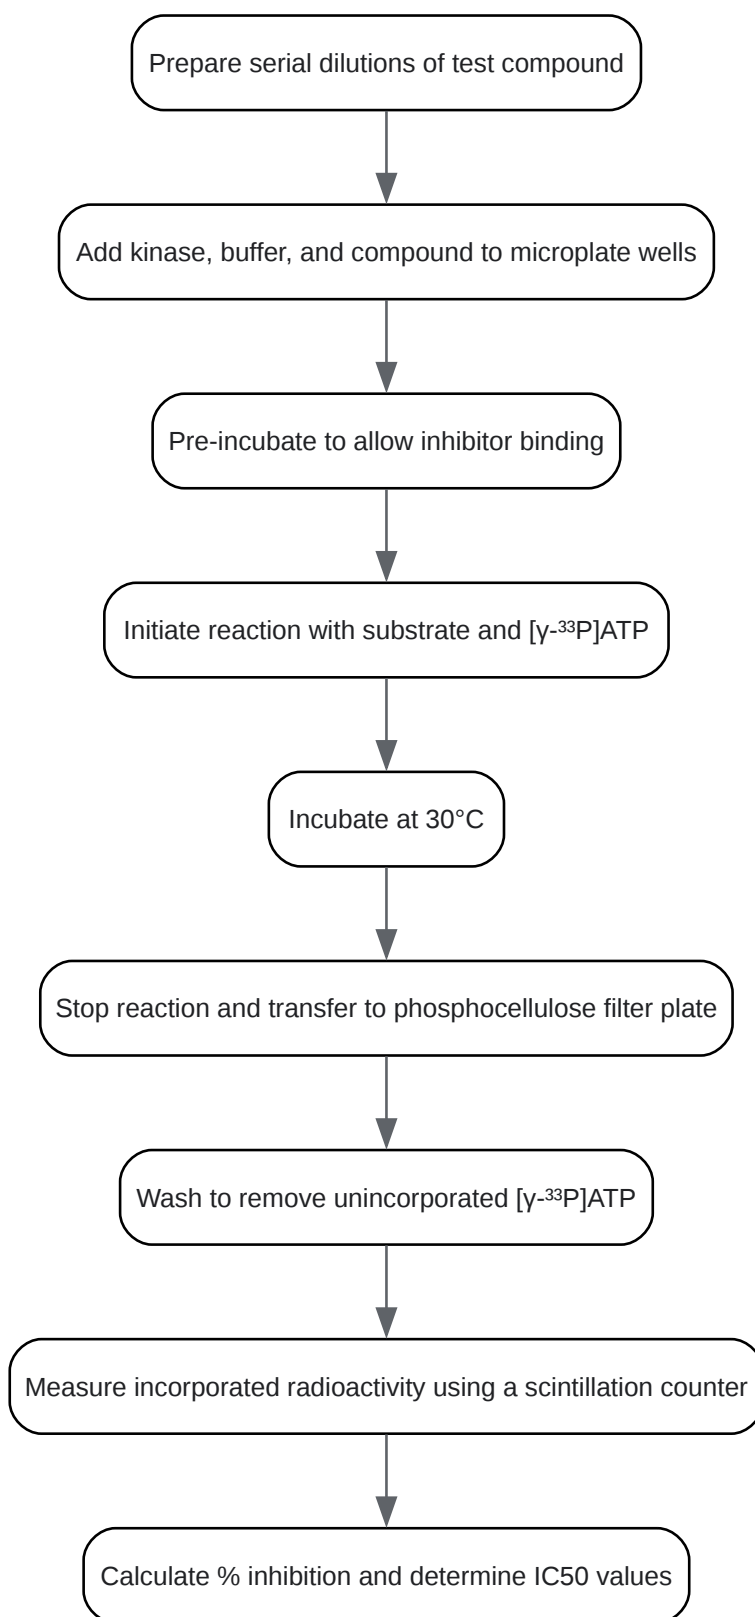 Prepare serial dilutions of test compound
Add kinase, buffer, and compound to microplate wells
Pre-incubate to allow inhibitor binding
Initiate reaction with substrate and [γ-³³P]ATP
Incubate at 30°C
Stop reaction and transfer to phosphocellulose filter plate
Wash to remove unincorporated [γ-³³P]ATP
Measure incorporated radioactivity using a scintillation counter
Calculate % inhibition and determine IC50 values